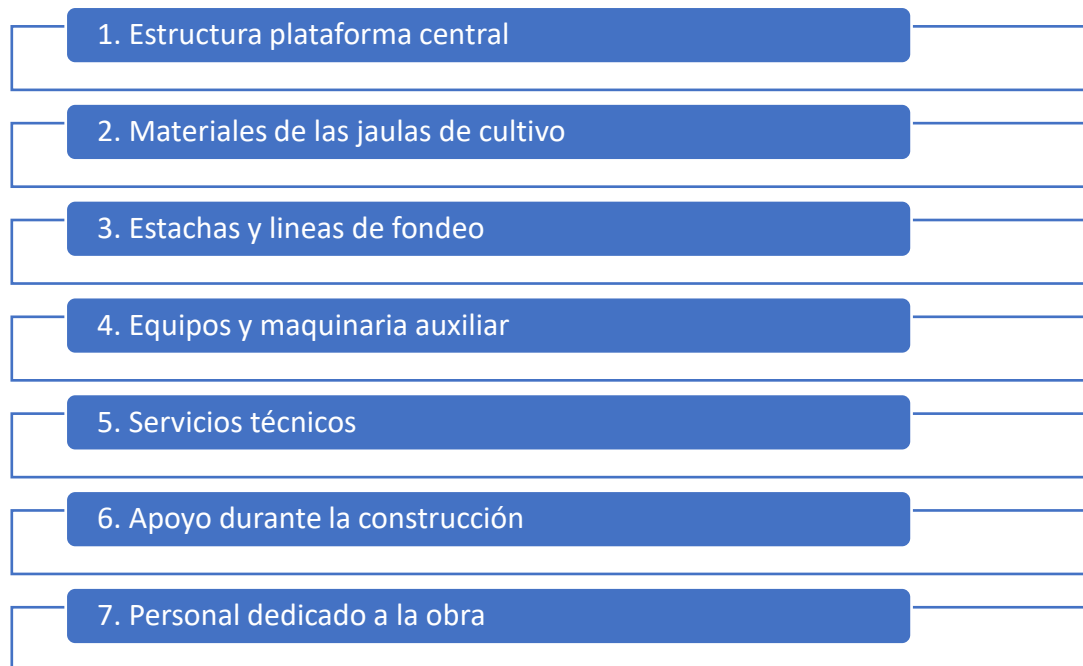 1. Estructura plataforma central
2. Materiales de las jaulas de cultivo
3. Estachas y lineas de fondeo
4. Equipos y maquinaria auxiliar
5. Servicios técnicos
6. Apoyo durante la construcción
7. Personal dedicado a la obra